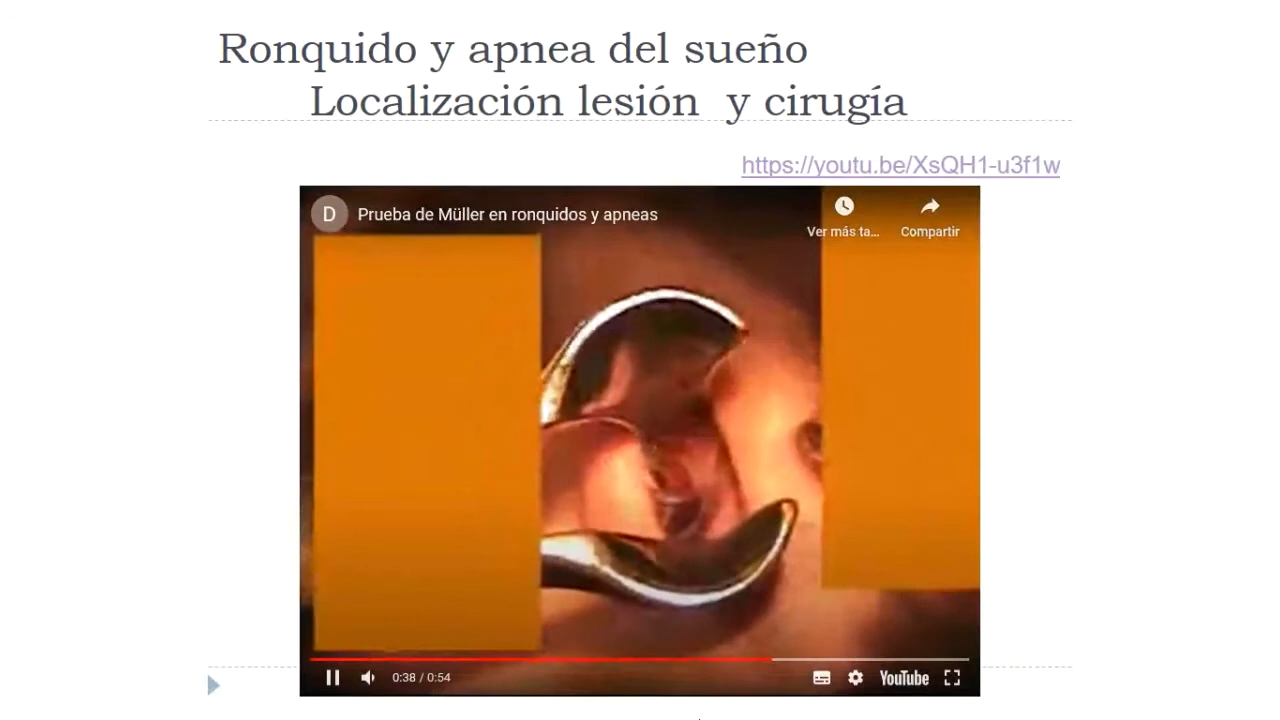 Ronquido y apnea del sueño
Localización lesión y cirugía
https://youtu.be/XsQH1-u3f1w
D Prueba de Müller en ronquidos y apneas
Ver más ta... Compartir
0:38 / 0:54 YouTube